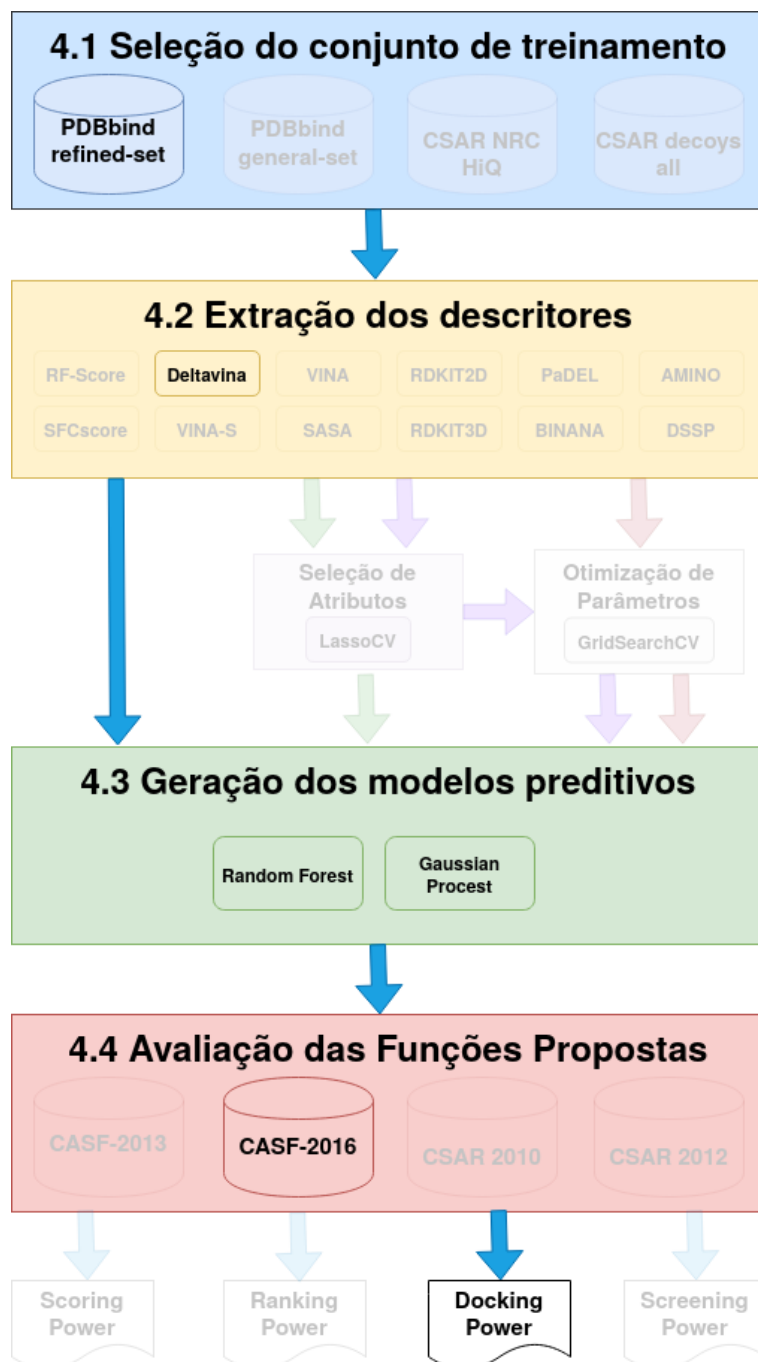 4.1 Seleção do conjunto de treinamento
PDBbind
refined-set
PDBbind
general-set
CSAR NRC
HiQ
CSAR decoys
all
4.2 Extração dos descritores
RF-Score
Deltavina
VINA
RDKIT2D
PaDEL
AMINO
SFCscore
VINA-S
SASA
RDKIT3D
BINANA
DSSP
Seleção de
Atributos
LassoCV
Otimização de
Parâmetros
GridSearchCV
4.3 Geração dos modelos preditivos
Random Forest
Gaussian
Procest
4.4 Avaliação das Funções Propostas
CASF-2013
CASF-2016
CSAR 2010
CSAR 2012
Scoring
Power
Ranking
Power
Docking
Power
Screening
Power